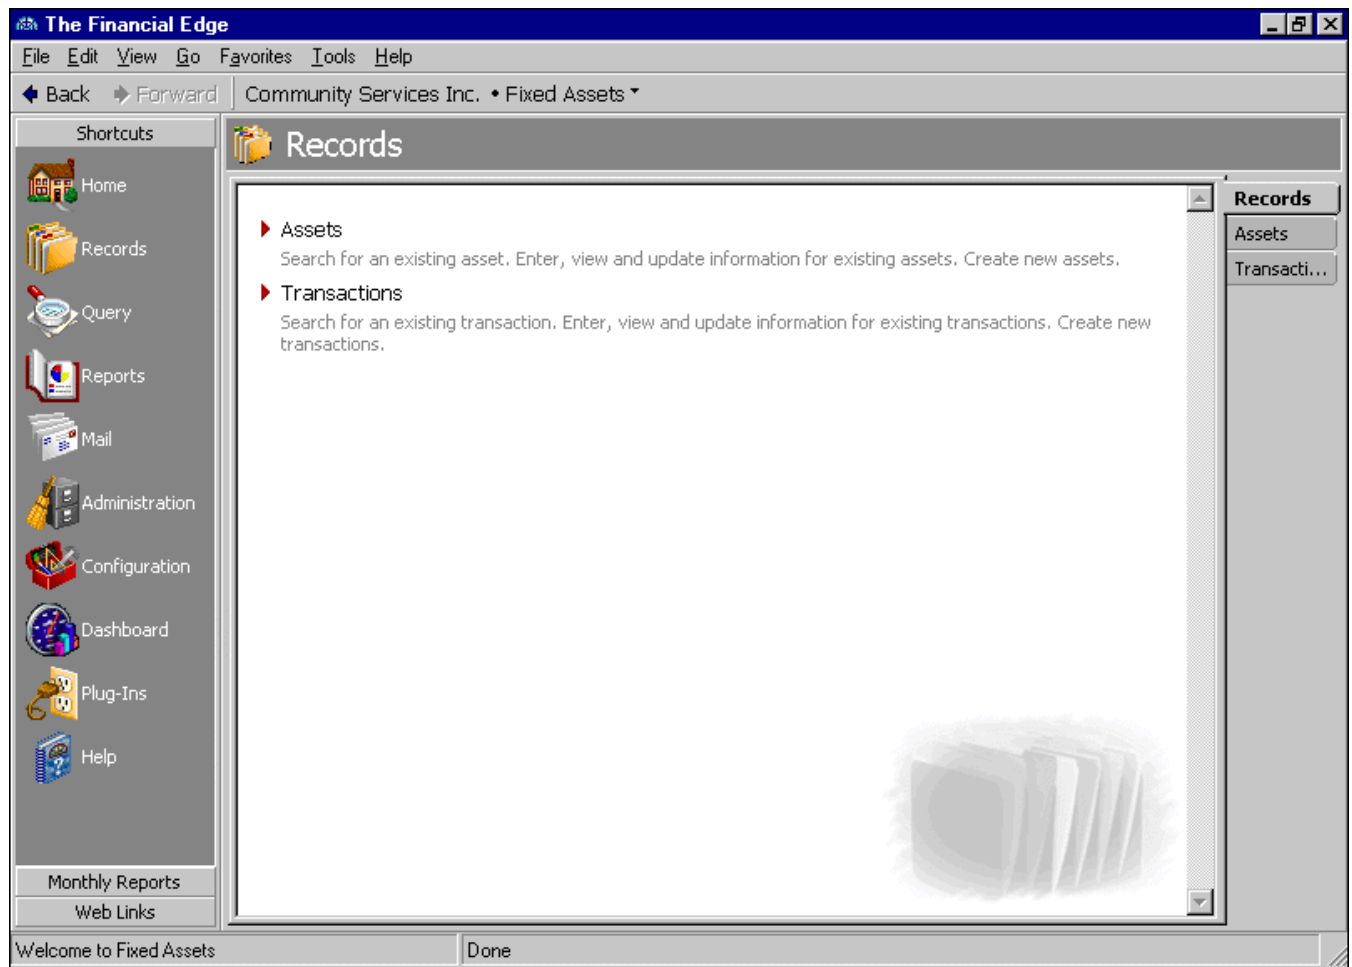 The Financial Edge
File Edit View Go Favorites Tools Help
Back Forward Community Services Inc. • Fixed Assets
Shortcuts
Home
Records
Query
Reports
Mail
Administration
Configuration
Dashboard
Plug-Ins
Help
Monthly Reports
Web Links
Records
Assets
Search for an existing asset. Enter, view and update information for existing assets. Create new assets.
Transactions
Search for an existing transaction. Enter, view and update information for existing transactions. Create new
transactions.
Records
Assets
Transacti...
Welcome to Fixed Assets
Done